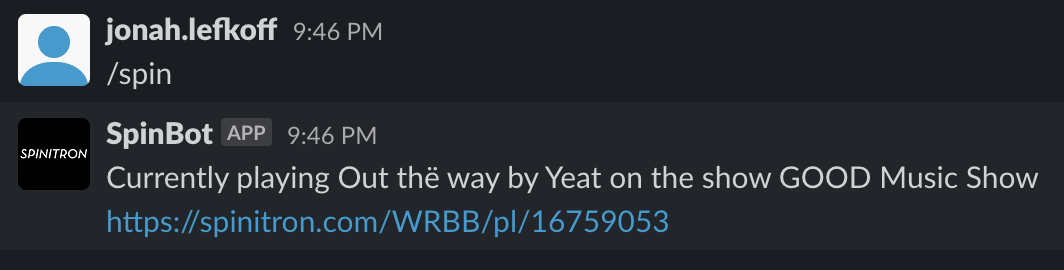 jonah.lefkoff 9:46 PM
/spin
SPINITRON
SpinBot APP 9:46 PM
Currently playing Out thë way by Yeat on the show GOOD Music Show
https://spinitron.com/WRBB/pl/16759053